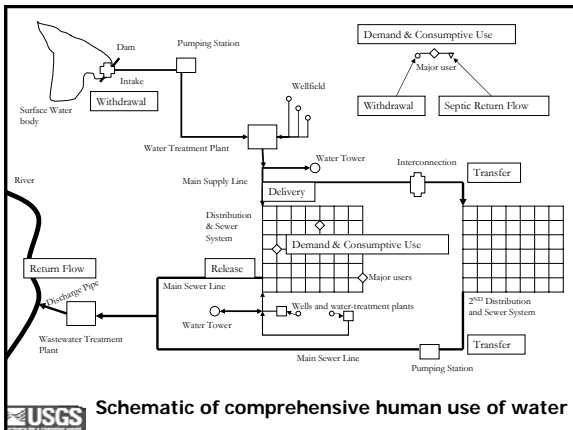 Dam
Pumping Station
Demand & Consumptive Use
Intake
Major user
Surface Water
body
Withdrawal
Wellfield
Withdrawal
Septic Return Flow
Water Treatment Plant
Water Tower
Interconnection
Transfer
River
Main Supply Line
Delivery
Distribution
& Sewer
System
Demand & Consumptive Use
Return Flow
Release
Main Sewer Line
Major users
Discharge Pipe
Wells and water-treatment plants
2ND Distribution
and Sewer System
Water Tower
Wastewater Treatment
Plant
Main Sewer Line
Transfer
Pumping Station
USGS
Schematic of comprehensive human use of water